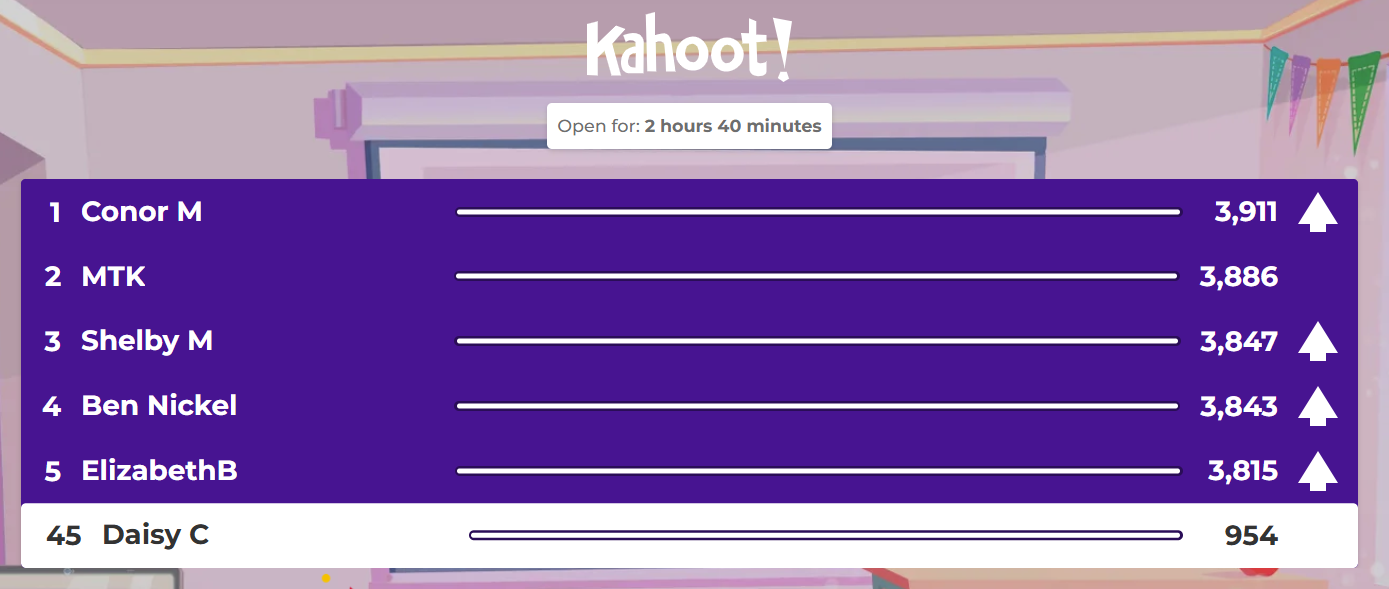 Kahoot!
Open for: 2 hours 40 minutes
1 Conor M 3,911
2 MTK 3,886
3 Shelby M 3,847
4 Ben Nickel 3,843
5 ElizabethB 3,815
45 Daisy C 954